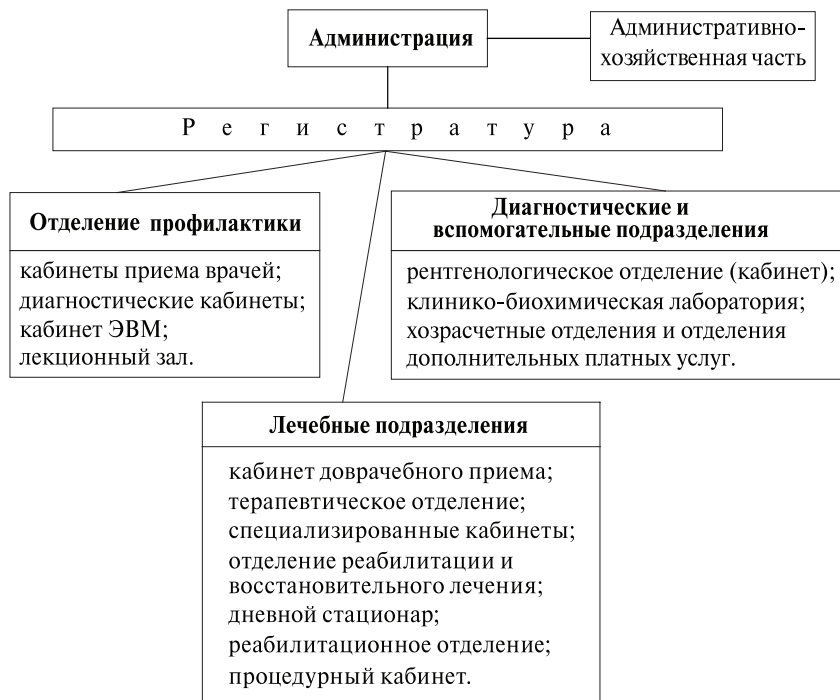 Администрация
Административно-
хозяйственная часть
Регистратура
Отделение профилактики
кабинеты приема врачей;
диагностические кабинеты;
кабинет ЭВМ;
лекционный зал.
Диагностические и
вспомогательные подразделения
рентгенологическое отделение (кабинет);
клинико-биохимическая лаборатория;
хозрасчетные отделения и отделения
дополнительных платных услуг.
Лечебные подразделения
кабинет доврачебного приема;
терапевтическое отделение;
специализированные кабинеты;
отделение реабилитации и
восстановительного лечения;
дневной стационар;
реабилитационное отделение;
процедурный кабинет.